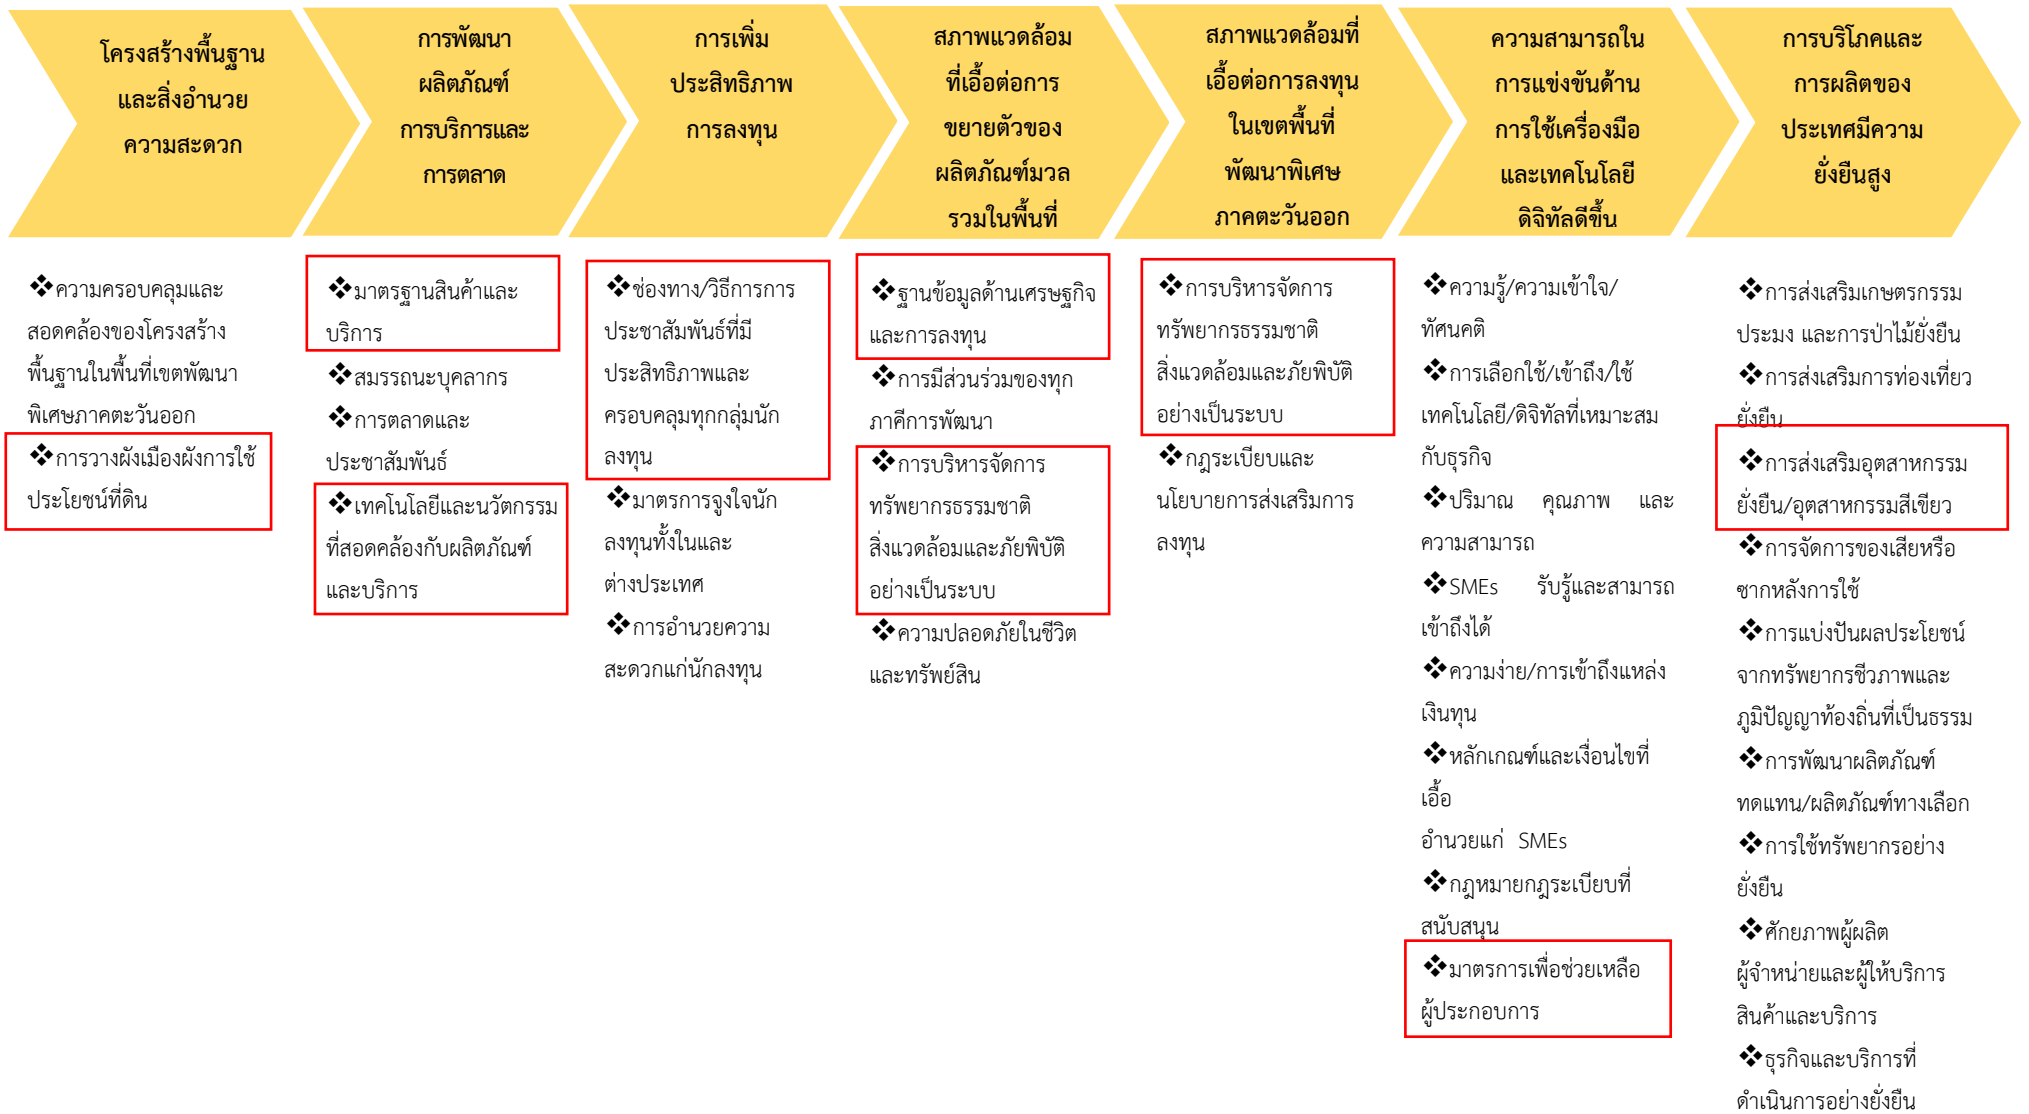 โครงสร้างพื้นฐาน
และสิ่งอำนวย
ความสะดวก
การพัฒนา
ผลิตภัณฑ์
การบริการและ
การตลาด
การเพิ่ม
ประสิทธิภาพ
การลงทุน
สภาพแวดล้อม
ที่เอื้อต่อการ
ขยายตัวของ
ผลิตภัณฑ์มวล
รวมในพื้นที่
สภาพแวดล้อมที่
เอื้อต่อการลงทุน
ในเขตพื้นที่
พัฒนาพิเศษ
ภาคตะวันออก
ความสามารถใน
การแข่งขันด้าน
การใช้เครื่องมือ
และเทคโนโลยี
ดิจิทัลดีขึ้น
การบริโภคและ
การผลิตของ
ประเทศมีความ
ยั่งยืนสูง
❖ความครอบคลุมและ
สอดคล้องของโครงสร้าง
พื้นฐานในพื้นที่เขตพัฒนา
พิเศษภาคตะวันออก
❖การวางผังเมืองผังการใช้
ประโยชน์ที่ดิน
❖มาตรฐานสินค้าและ
บริการ
❖สมรรถนะบุคลากร
❖การตลาดและ
ประชาสัมพันธ์
❖เทคโนโลยีและนวัตกรรม
ที่สอดคล้องกับผลิตภัณฑ์
และบริการ
❖ช่องทาง/วิธีการการ
ประชาสัมพันธ์ที่มี
ประสิทธิภาพและ
ครอบคลุมทุกกลุ่มนัก
ลงทุน
❖มาตรการจูงใจนัก
ลงทุนทั้งในและ
ต่างประเทศ
❖การอำนวยความ
สะดวกแก่นักลงทุน
❖ฐานข้อมูลด้านเศรษฐกิจ
และการลงทุน
❖การมีส่วนร่วมของทุก
ภาคีการพัฒนา
❖การบริหารจัดการ
ทรัพยากรธรรมชาติ
สิ่งแวดล้อมและภัยพิบัติ
อย่างเป็นระบบ
❖ความปลอดภัยในชีวิต
และทรัพย์สิน
❖การบริหารจัดการ
ทรัพยากรธรรมชาติ
สิ่งแวดล้อมและภัยพิบัติ
อย่างเป็นระบบ
❖กฎระเบียบและ
นโยบายการส่งเสริมการ
ลงทุน
❖ความรู้/ความเข้าใจ/
ทัศนคติ
❖การเลือกใช้/เข้าถึง/ใช้
เทคโนโลยี/ดิจิทัลที่เหมาะสม
กับธุรกิจ
❖ปริมาณ คุณภาพ และ
ความสามารถ
❖SMEs รับรู้และสามารถ
เข้าถึงได้
❖ความง่าย/การเข้าถึงแหล่ง
เงินทุน
❖หลักเกณฑ์และเงื่อนไขที่
เอื้อ
อำนวยแก่ SMEs
❖กฎหมายกฎระเบียบที่
สนับสนุน
❖มาตรการเพื่อช่วยเหลือ
ผู้ประกอบการ
❖การส่งเสริมเกษตรกรรม
ประมง และการป่าไม้ยั่งยืน
❖การส่งเสริมการท่องเที่ยว
ยั่งยืน
❖การส่งเสริมอุตสาหกรรม
ยั่งยืน/อุตสาหกรรมสีเขียว
❖การจัดการของเสียหรือ
ซากหลังการใช้
❖การแบ่งปันผลประโยชน์
จากทรัพยากรชีวภาพและ
ภูมิปัญญาท้องถิ่นที่เป็นธรรม
❖การพัฒนาผลิตภัณฑ์
ทดแทน/ผลิตภัณฑ์ทางเลือก
❖การใช้ทรัพยากรอย่าง
ยั่งยืน
❖ศักยภาพผู้ผลิต
ผู้จำหน่ายและผู้ให้บริการ
สินค้าและบริการ
❖ธุรกิจและบริการที่
ดำเนินการอย่างยั่งยืน